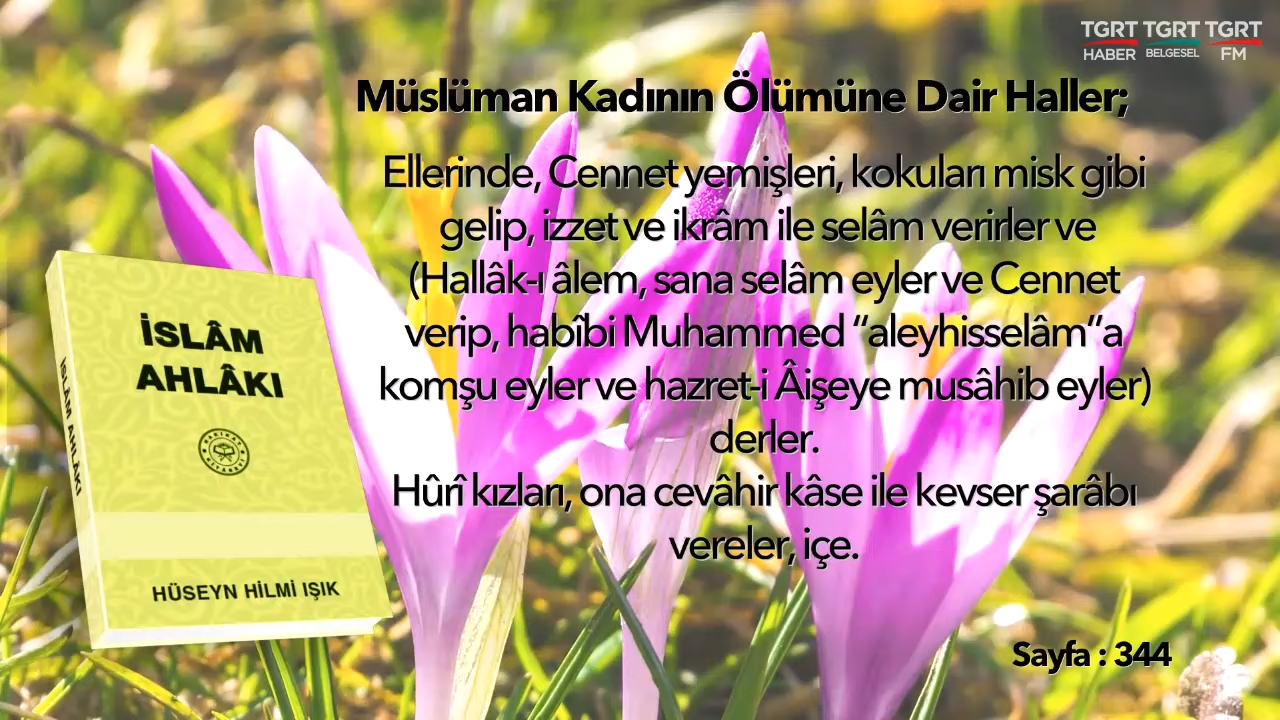 TGRT TGRT TGRT
HABER BELGESEL FM
Müslüman Kadının Ölümüne Dair Haller;
Ellerinde, Cennet yemişleri, kokuları misk gibi
gelip, izzet ve ikrâm ile selâm verirler ve
(Hallâk-ı âlem, sana selâm eyler ve Cennet
verip, habîbi Muhammed “aleyhisselâm”a
komşu eyler ve hazret-i Âişeye musâhib eyler)
derler.
Hûrî kızları, ona cevâhir kâse ile kevser şarâbı
vereler, içe.
İSLÂM
AHLÂKI
İSLÂM AHLÂKI
HÜSEYN HİLMİ IŞIK
Sayfa : 344